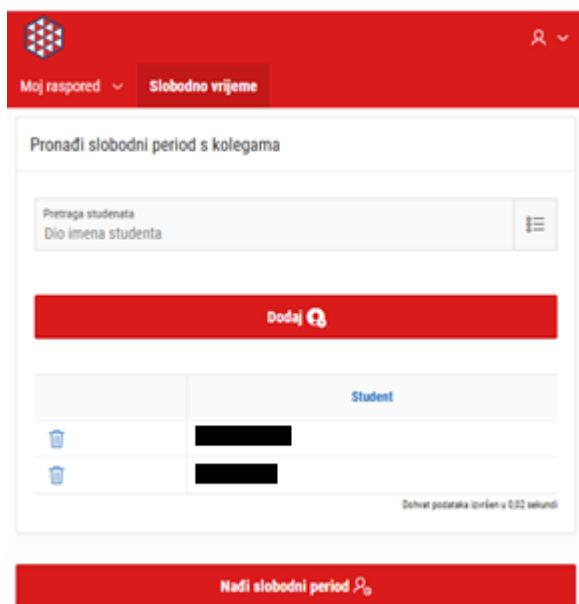 Moj raspored
Slobodno vrijeme
Pronađi slobodni period s kolegama
Pretraga studenata
Dio imena studenta
Dodaj
Student
Dohvat podataka izvršen u 0,02 sekundi
Nađi slobodni period